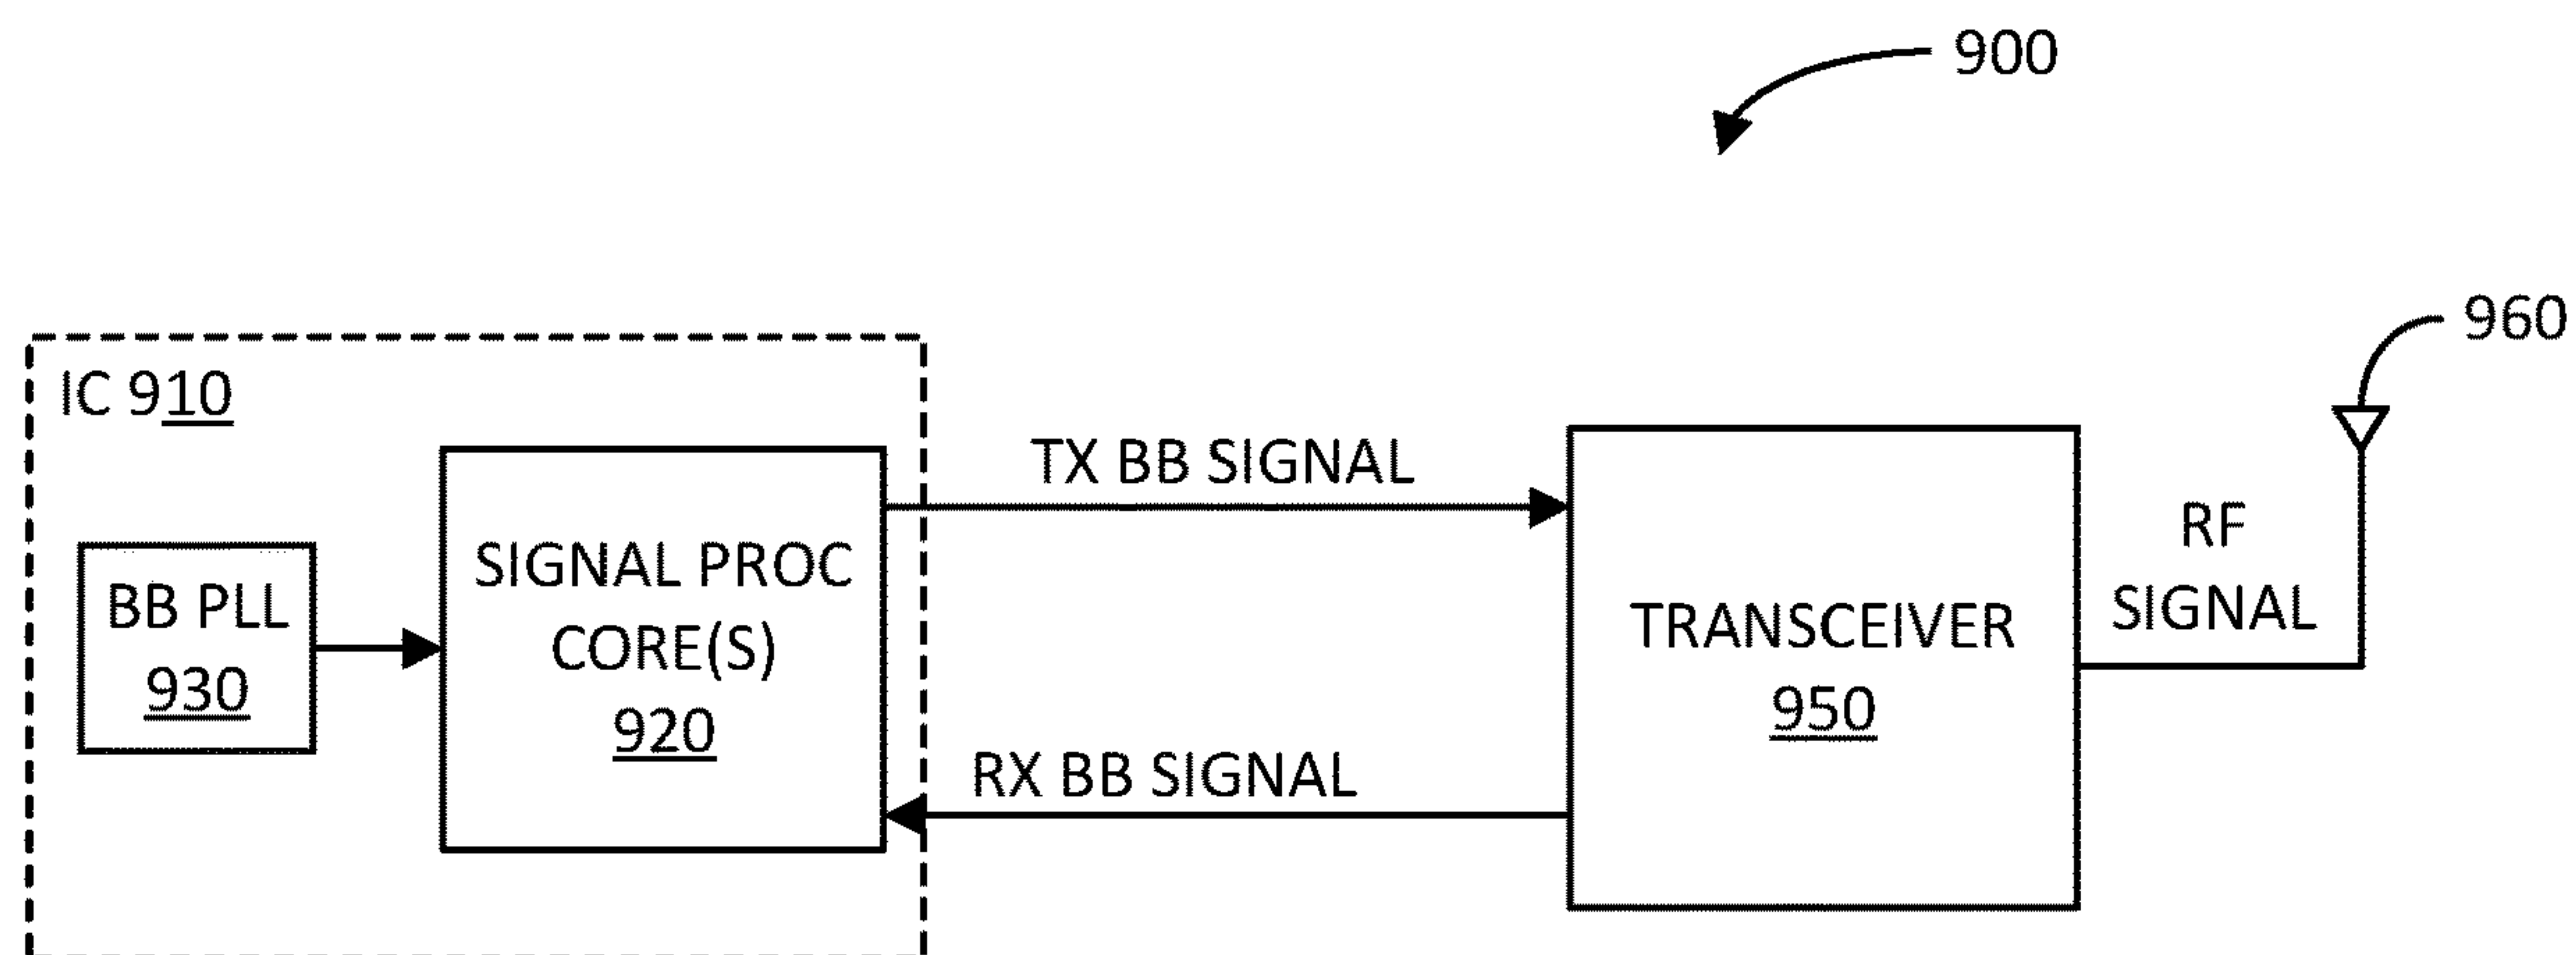 900
960
IC 910
TX BB SIGNAL
SIGNAL PROC
CORE(S)
920
BB PLL
930
RF
SIGNAL
TRANSCEIVER
950
RX BB SIGNAL